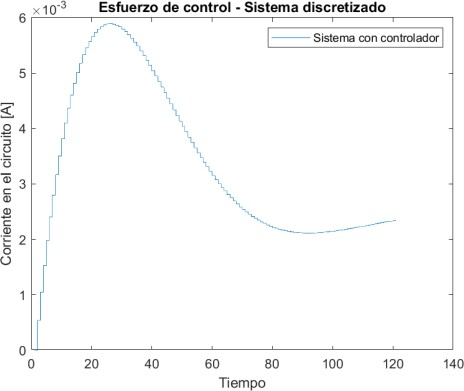 Esfuerzo de control - Sistema discretizado
×10⁻³
6
5
4
3
2
1
0
Corriente en el circuito [A]
Sistema con controlador
0 20 40 60 80 100 120 140
Tiempo